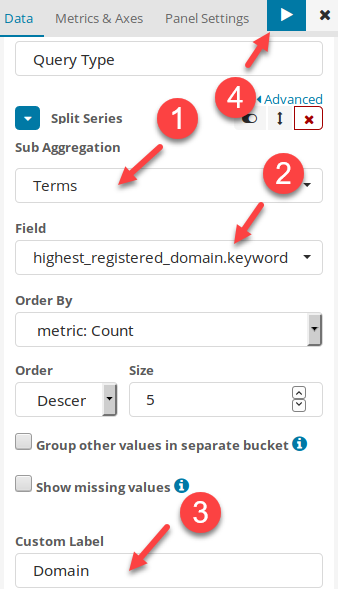 Data Metrics & Axes Panel Settings
Query Type
4 Advanced
Split Series
1
Sub Aggregation
Terms
2
Field
highest_registered_domain.keyword
Order By
metric: Count
Order Size
Descer 5
Group other values in separate bucket
Show missing values
3
Custom Label
Domain